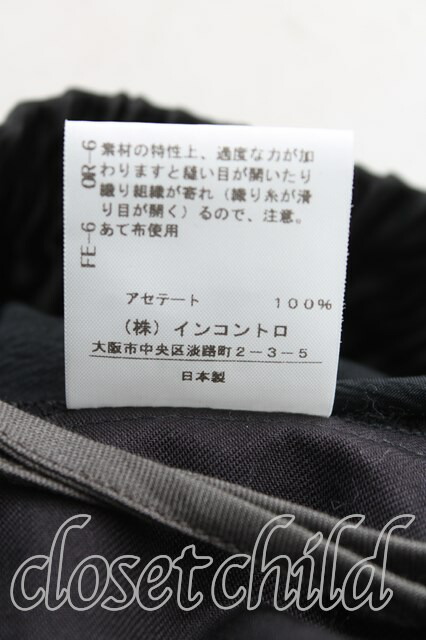 OR-6
FE-6
素材の特性上、過度な力が加
わりますと縫い目が開いたり
織り組織が寄れ（織り糸が滑
り目が開く）るので、注意。
あて布使用
アセテート 100%
（株）インコントロ
大阪市中央区淡路町2-3-5
日本製
closetchild